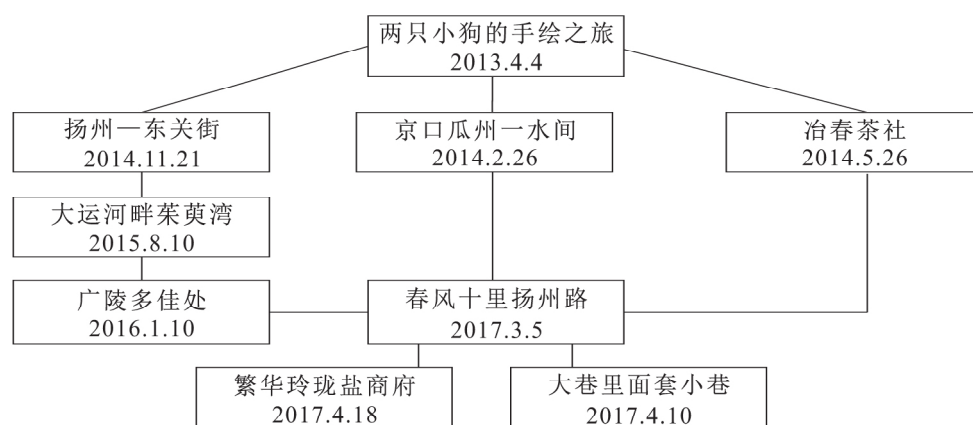 两只小狗的手绘之旅
2013.4.4
扬州—东关街
2014.11.21
京口瓜州一水间
2014.2.26
冶春茶社
2014.5.26
大运河畔茱萸湾
2015.8.10
广陵多佳处
2016.1.10
春风十里扬州路
2017.3.5
繁华玲珑盐商府
2017.4.18
大巷里面套小巷
2017.4.10